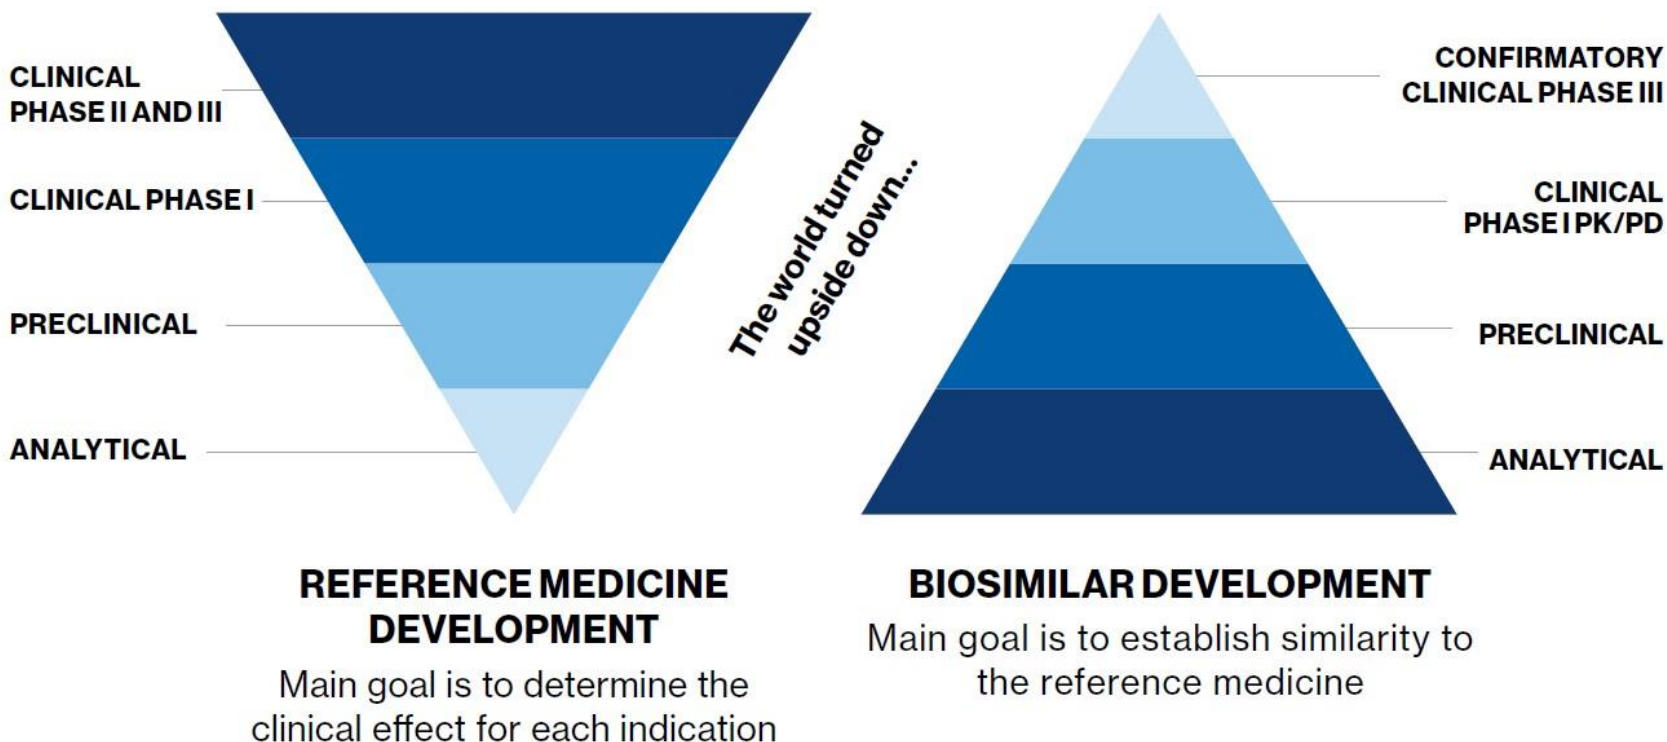 CLINICAL
PHASE II AND III
CLINICAL PHASE I
PRECLINICAL
ANALYTICAL
The world turned
upside down...
CONFIRMATORY
CLINICAL PHASE III
CLINICAL
PHASE I PK/PD
PRECLINICAL
ANALYTICAL
REFERENCE MEDICINE
DEVELOPMENT
Main goal is to determine the
clinical effect for each indication
BIOSIMILAR DEVELOPMENT
Main goal is to establish similarity to
the reference medicine